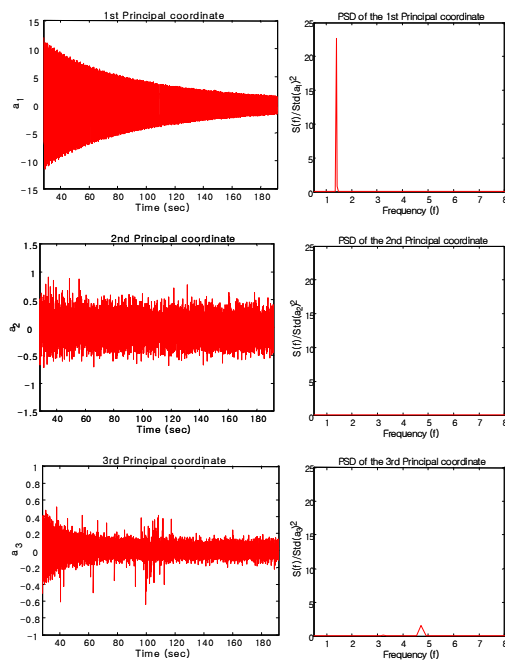 1st Principal coordinate
15
10
5
0
−5
−10
−15
a1
40 60 80 100 120 140 160 180
Time (sec)
PSD of the 1st Principal coordinate
25
20
15
10
5
0
S(f)/Std(a1)2
1 2 3 4 5 6 7 8
Frequency (f)
2nd Principal coordinate
1.5
1
0.5
0
−0.5
−1
−1.5
a2
40 60 80 100 120 140 160 180
Time (sec)
PSD of the 2nd Principal coordinate
25
20
15
10
5
0
S(f)/Std(a2)2
1 2 3 4 5 6 7 8
Frequency (f)
3rd Principal coordinate
1
0.8
0.6
0.4
0.2
0
−0.2
−0.4
−0.6
−0.8
−1
a3
40 60 80 100 120 140 160 180
Time (sec)
PSD of the 3rd Principal coordinate
25
20
15
10
5
0
S(f)/Std(a3)2
1 2 3 4 5 6 7 8
Frequency (f)